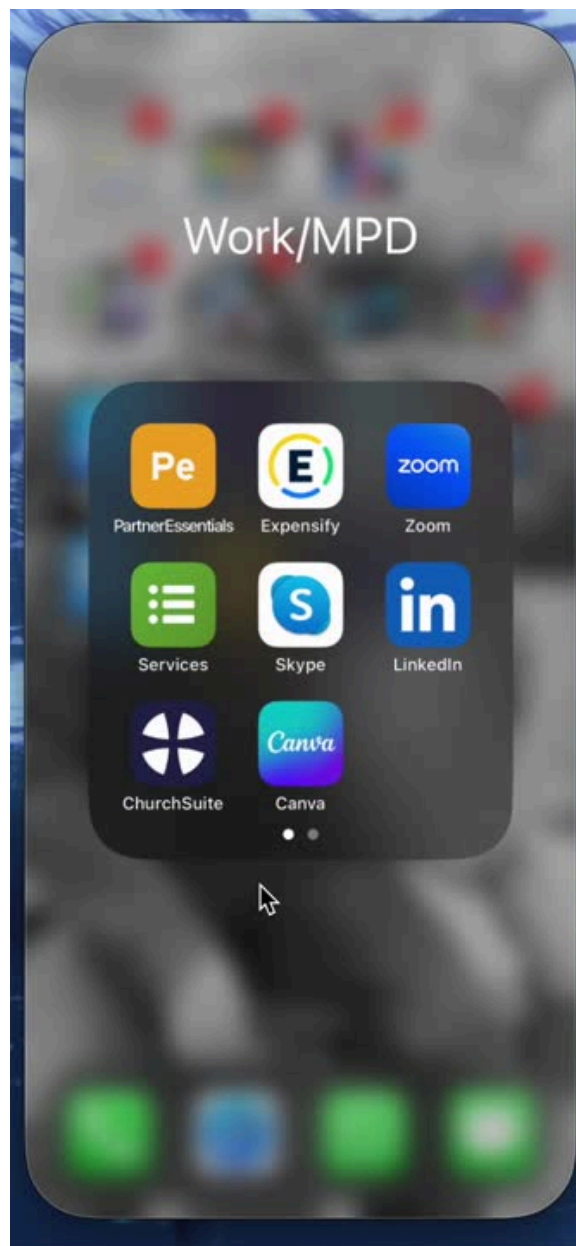 Work/MPD
Pe
E
zoom
PartnerEssentials
Expensify
Zoom
S
in
Services
Skype
LinkedIn
Canva
ChurchSuite
Canva